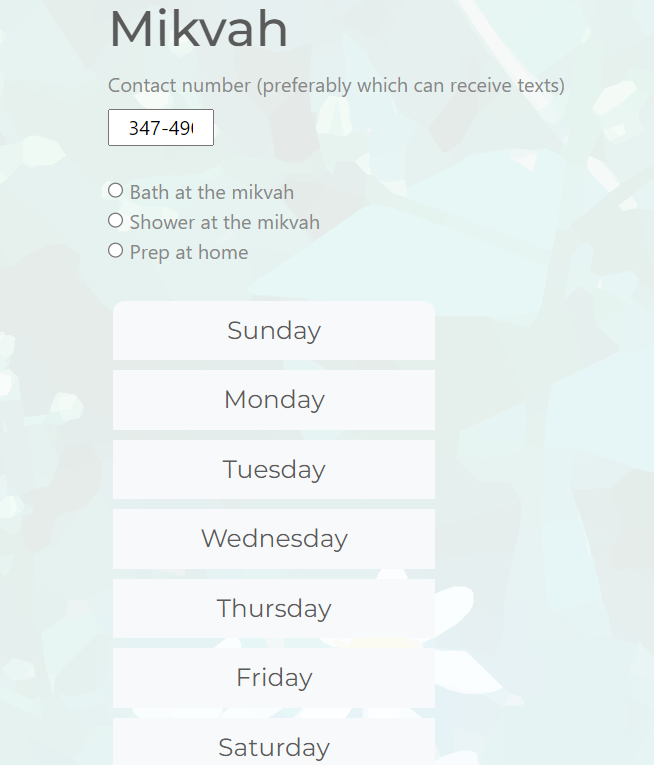 Mikvah
Contact number (preferably which can receive texts)
347-49
Bath at the mikvah
Shower at the mikvah
Prep at home
Sunday
Monday
Tuesday
Wednesday
Thursday
Friday
Saturday